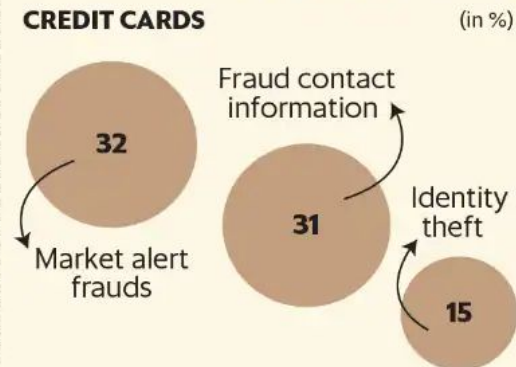 CREDIT CARDS
(in %)
Fraud contact
information
32
31
Identity
theft
Market alert
frauds
15